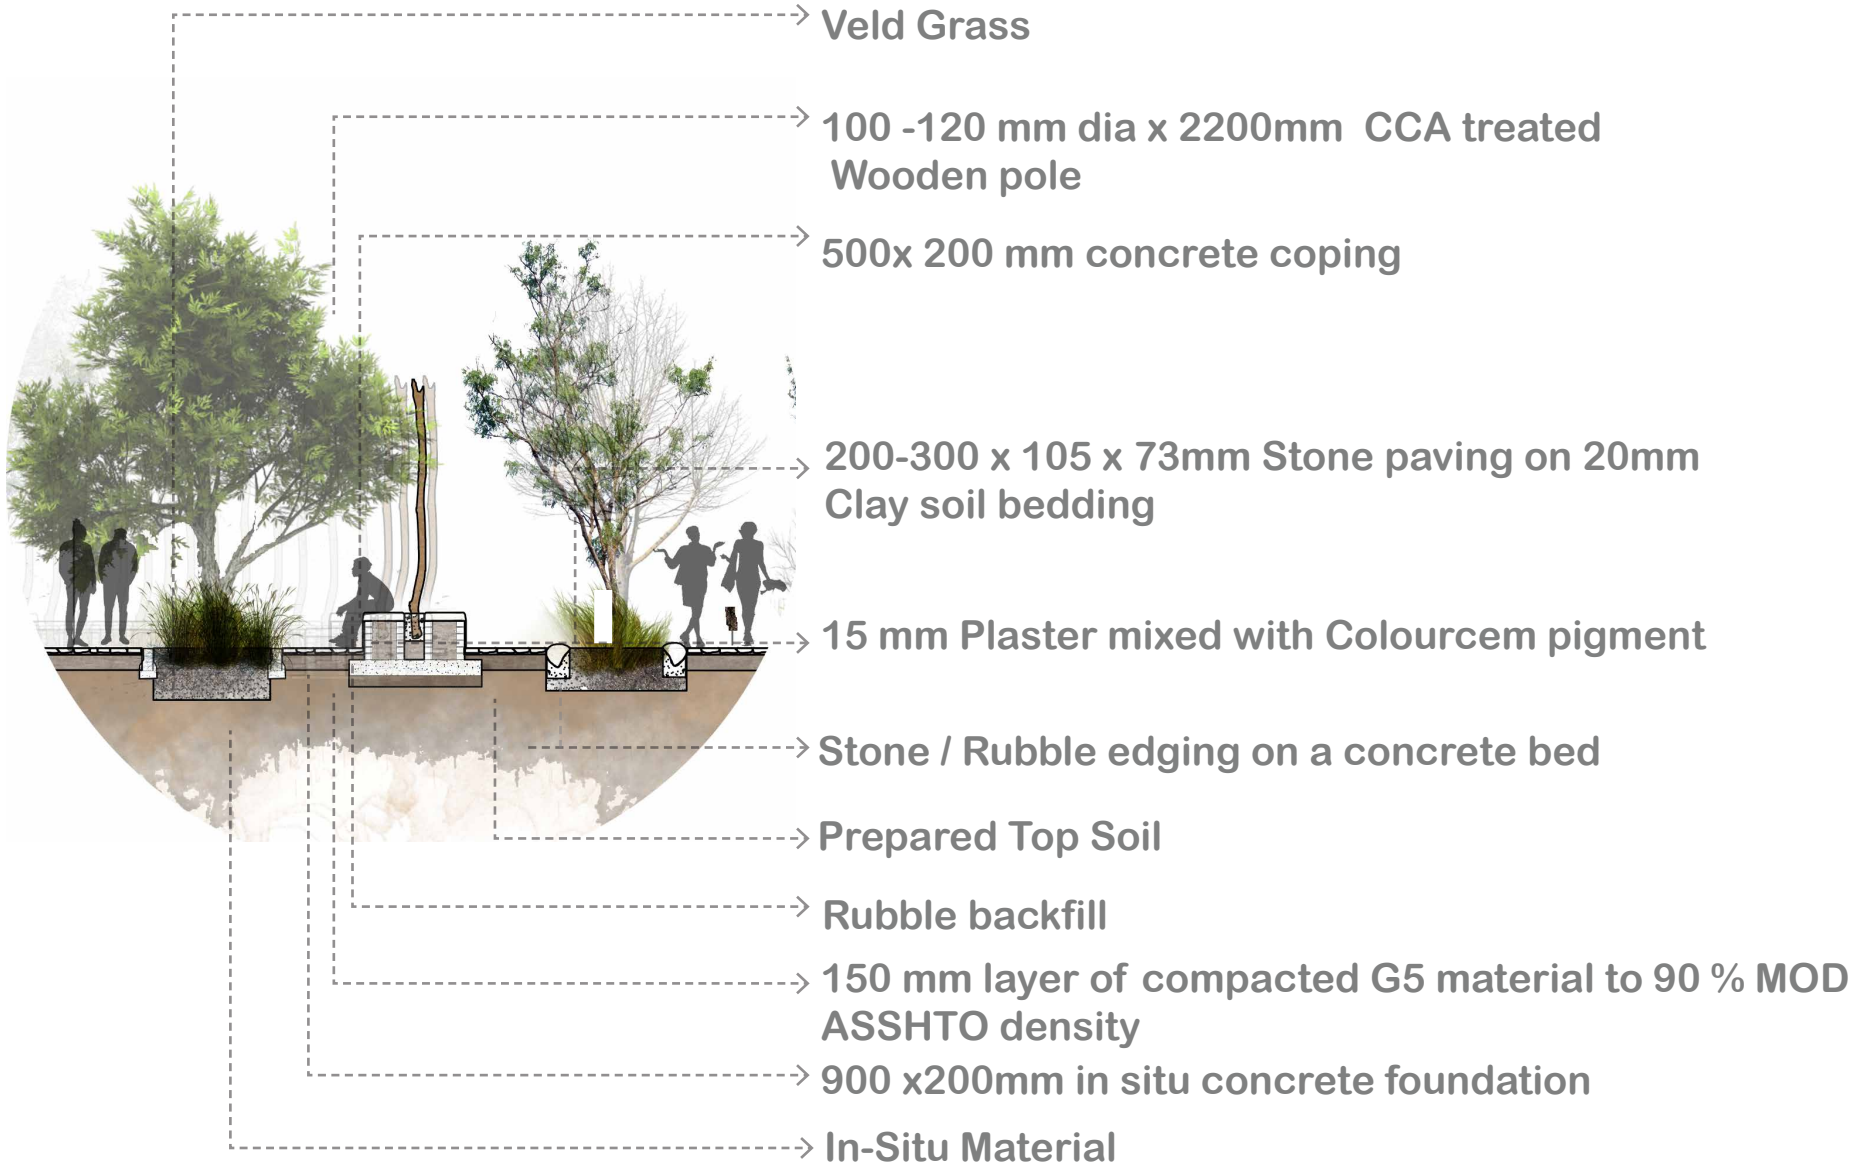 Veld Grass
100 -120 mm dia x 2200mm  CCA treated
Wooden pole
500x 200 mm concrete coping
200-300 x 105 x 73mm Stone paving on 20mm
Clay soil bedding
15 mm Plaster mixed with Colourcem pigment
Stone / Rubble edging on a concrete bed
Prepared Top Soil
Rubble backfill
150 mm layer of compacted G5 material to 90 % MOD
ASSHTO density
900 x200mm in situ concrete foundation
In-Situ Material